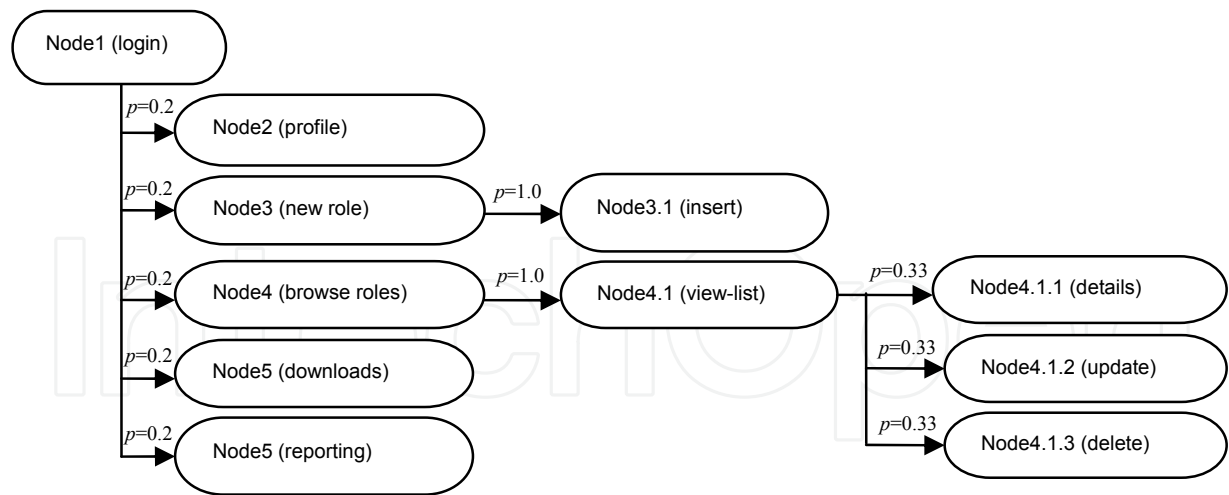 Node1 (login)
p=0.2
Node2 (profile)
p=0.2
Node3 (new role)
p=1.0
Node3.1 (insert)
p=0.2
Node4 (browse roles)
p=1.0
Node4.1 (view-list)
p=0.33
Node4.1.1 (details)
p=0.2
Node5 (downloads)
p=0.33
Node4.1.2 (update)
p=0.2
Node5 (reporting)
p=0.33
Node4.1.3 (delete)